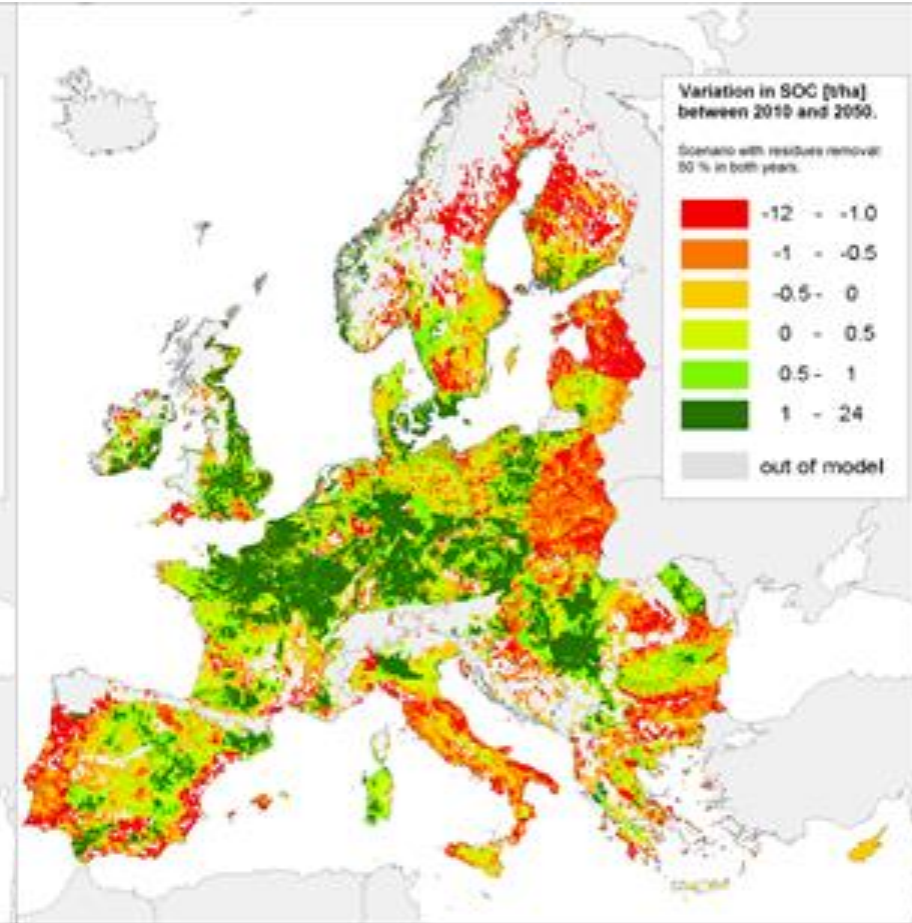 Variation in SOC [t/ha]
between 2010 and 2050.
Scenario with residues removal:
50 % in both years.
-12 - -1.0
-1 - -0.5
-0.5 - 0
0 - 0.5
0.5 - 1
1 - 24
out of model